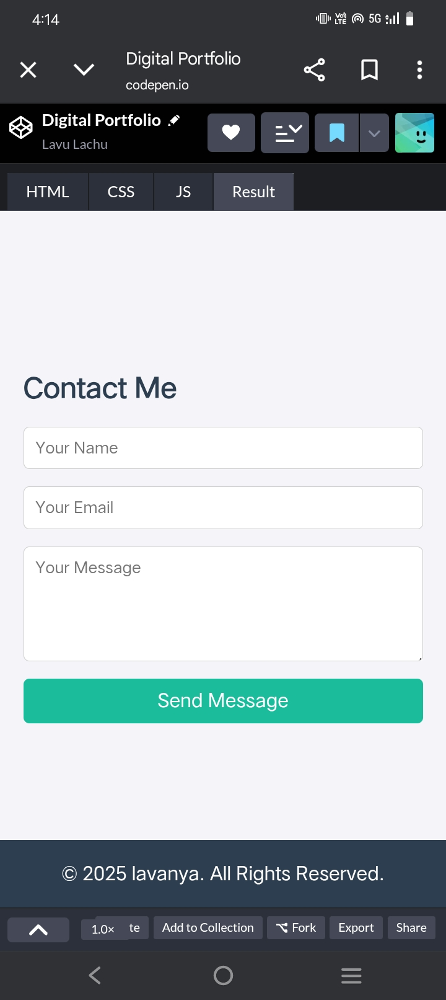 4:14
Vo) LTE 5G
Digital Portfolio
codepen.io
Digital Portfolio
Lavu Lachu
HTML CSS JS Result
Contact Me
Your Name
Your Email
Your Message
Send Message
© 2025 lavanya. All Rights Reserved.
1.0× te Add to Collection Fork Export Share